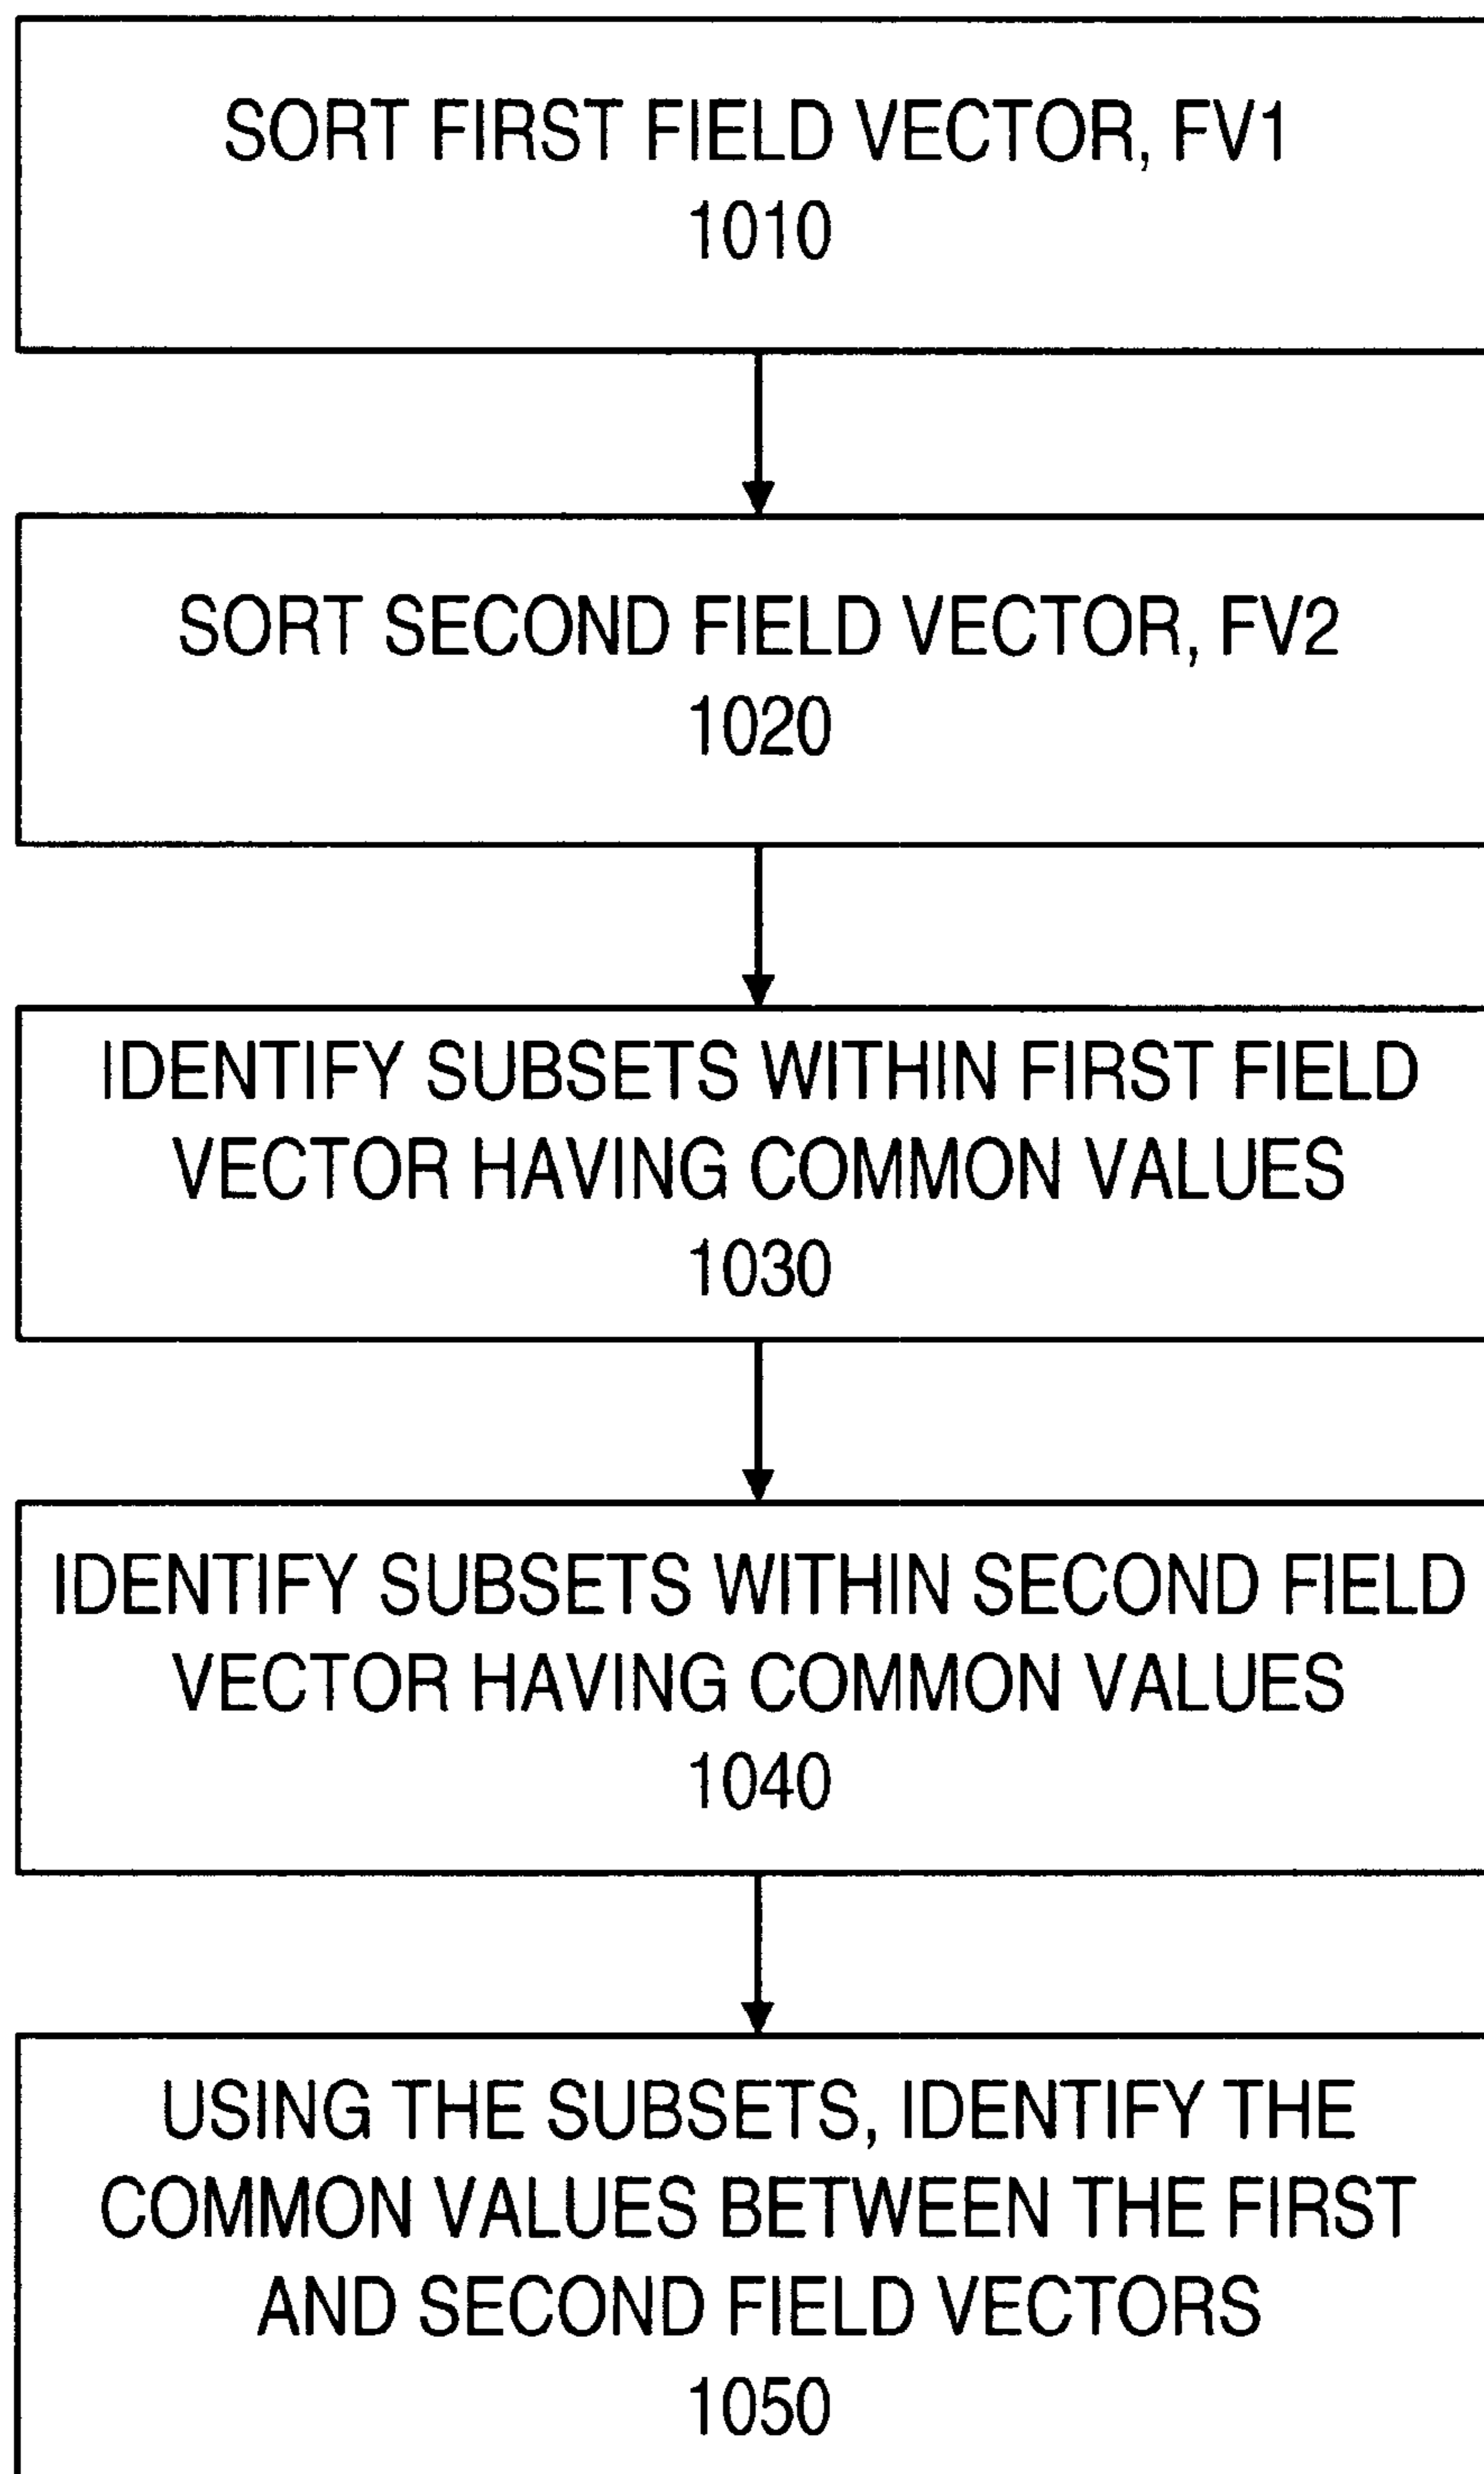 SORT FIRST FIELD VECTOR, FV1
1010
SORT SECOND FIELD VECTOR, FV2
1020
IDENTIFY SUBSETS WITHIN FIRST FIELD
VECTOR HAVING COMMON VALUES
1030
IDENTIFY SUBSETS WITHIN SECOND FIELD
VECTOR HAVING COMMON VALUES
1040
USING THE SUBSETS, IDENTIFY THE
COMMON VALUES BETWEEN THE FIRST
AND SECOND FIELD VECTORS
1050